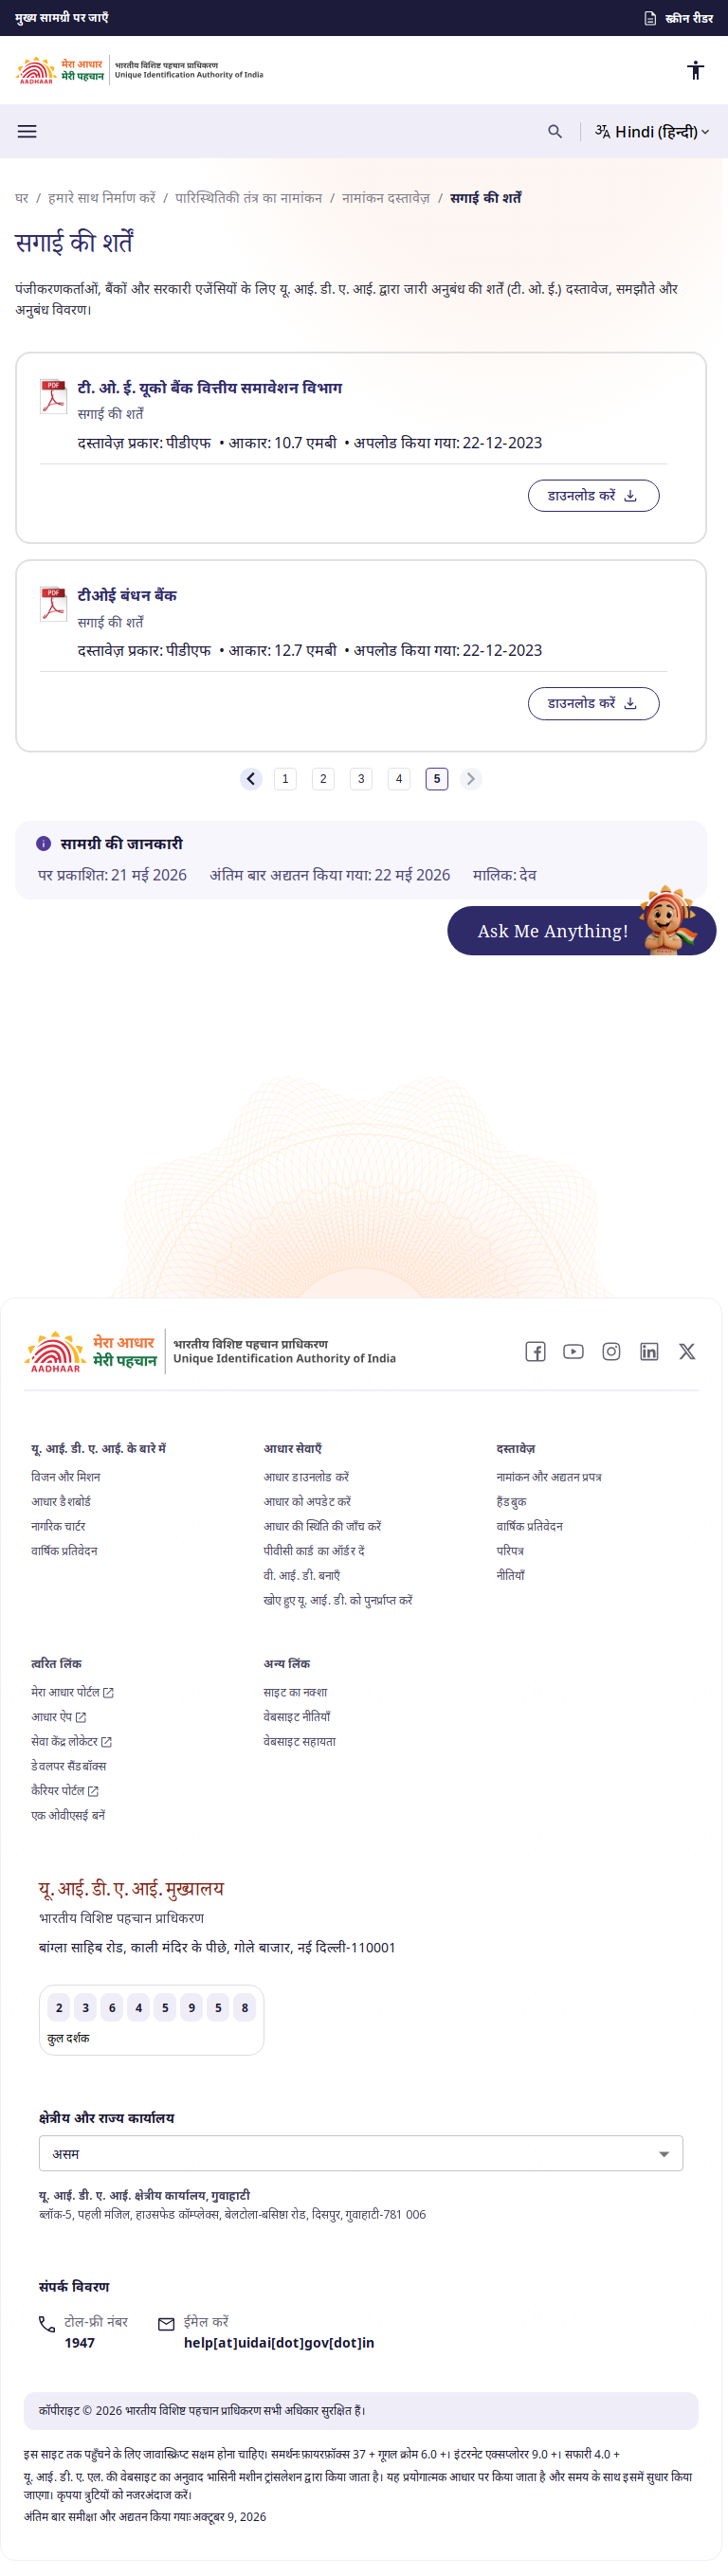 मुख्य सामग्री पर जाएँ
स्क्रीन रीडर
मेरा आधार
मेरी पहचान
AADHAAR
भारतीय विशिष्ट पहचान प्राधिकरण
Unique Identification Authority of India
Hindi (हिन्दी)
घर / हमारे साथ निर्माण करें / पारिस्थितिकी तंत्र का नामांकन / नामांकन दस्तावेज़ / सगाई की शर्तें
सगाई की शर्तें
पंजीकरणकर्ताओं, बैंकों और सरकारी एजेंसियों के लिए यू. आई. डी. ए. आई. द्वारा जारी अनुबंध की शर्तें (टी. ओ. ई.) दस्तावेज, समझौते और
अनुबंध विवरण।
PDF
टी. ओ. ई. यूको बैंक वित्तीय समावेशन विभाग
सगाई की शर्तें
दस्तावेज़ प्रकार: पीडीएफ • आकार: 10.7 एमबी • अपलोड किया गया: 22-12-2023
डाउनलोड करें
PDF
टीओई बंधन बैंक
सगाई की शर्तें
दस्तावेज़ प्रकार: पीडीएफ • आकार: 12.7 एमबी • अपलोड किया गया: 22-12-2023
डाउनलोड करें
1 2 3 4 5
सामग्री की जानकारी
पर प्रकाशित: 21 मई 2026 अंतिम बार अद्यतन किया गया: 22 मई 2026 मालिक: देव
Ask Me Anything!
मेरा आधार
मेरी पहचान
AADHAAR
भारतीय विशिष्ट पहचान प्राधिकरण
Unique Identification Authority of India
यू. आई. डी. ए. आई. के बारे में
विजन और मिशन
आधार डैशबोर्ड
नागरिक चार्टर
वार्षिक प्रतिवेदन
आधार सेवाएँ
आधार डाउनलोड करें
आधार को अपडेट करें
आधार की स्थिति की जाँच करें
पीवीसी कार्ड का ऑर्डर दें
वी. आई. डी. बनाएँ
खोए हुए यू. आई. डी. को पुनर्प्राप्त करें
दस्तावेज़
नामांकन और अद्यतन प्रपत्र
हैंडबुक
वार्षिक प्रतिवेदन
परिपत्र
नीतियाँ
त्वरित लिंक
मेरा आधार पोर्टल
आधार ऐप
सेवा केंद्र लोकेटर
डेवलपर सैंडबॉक्स
कैरियर पोर्टल
एक ओवीएसई बनें
अन्य लिंक
साइट का नक्शा
वेबसाइट नीतियाँ
वेबसाइट सहायता
यू. आई. डी. ए. आई. मुख्यालय
भारतीय विशिष्ट पहचान प्राधिकरण
बांग्ला साहिब रोड, काली मंदिर के पीछे, गोले बाजार, नई दिल्ली-110001
2 3 6 4 5 9 5 8
कुल दर्शक
क्षेत्रीय और राज्य कार्यालय
असम
यू. आई. डी. ए. आई. क्षेत्रीय कार्यालय, गुवाहाटी
ब्लॉक-5, पहली मंजिल, हाउसफेड कॉम्प्लेक्स, बेलटोला-बसिष्ठा रोड, दिसपुर, गुवाहाटी-781 006
संपर्क विवरण
टोल-फ्री नंबर
1947
ईमेल करें
help[at]uidai[dot]gov[dot]in
कॉपीराइट © 2026 भारतीय विशिष्ट पहचान प्राधिकरण सभी अधिकार सुरक्षित हैं।
इस साइट तक पहुँचने के लिए जावास्क्रिप्ट सक्षम होना चाहिए। समर्थनः फ़ायरफ़ॉक्स 37 + गूगल क्रोम 6.0 +। इंटरनेट एक्सप्लोरर 9.0 +। सफारी 4.0 +
यू. आई. डी. ए. एल. की वेबसाइट का अनुवाद भासिनी मशीन ट्रांसलेशन द्वारा किया जाता है। यह प्रयोगात्मक आधार पर किया जाता है और समय के साथ इसमें सुधार किया
जाएगा। कृपया त्रुटियों को नजरअंदाज करें।
अंतिम बार समीक्षा और अद्यतन किया गयाः अक्टूबर 9, 2026